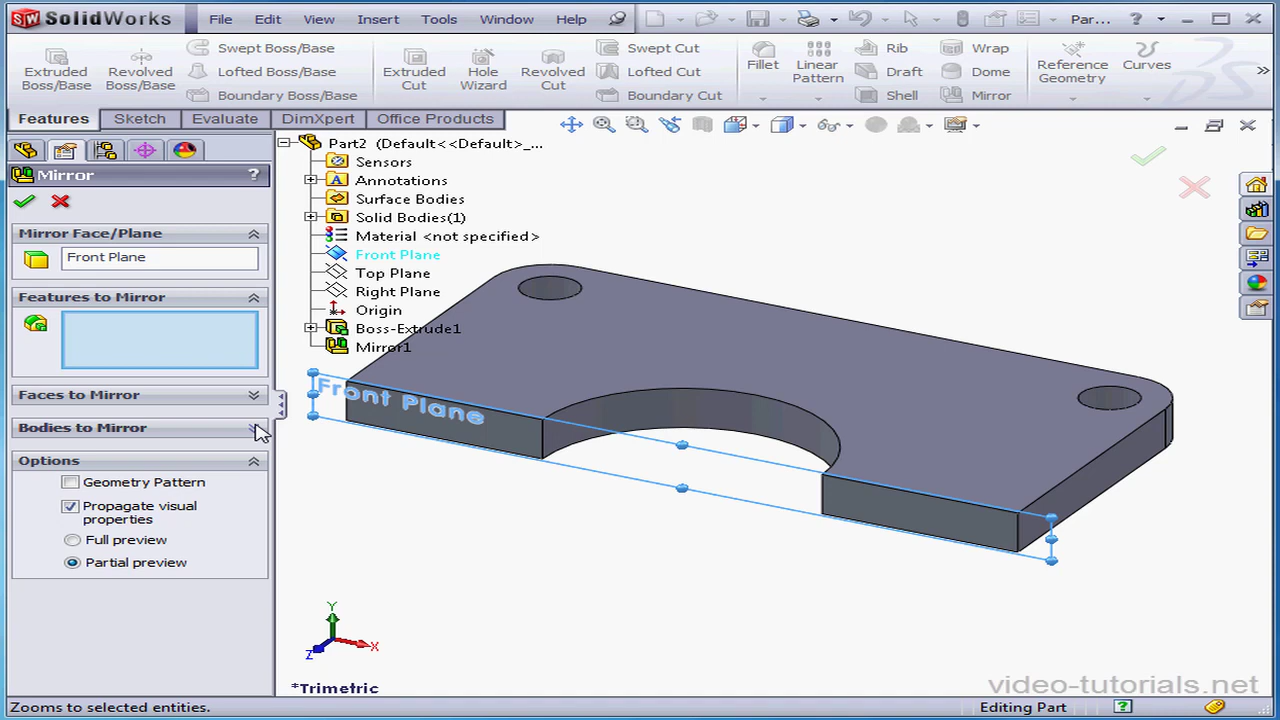 SW SOLIDWORKS File Edit View Insert Tools Window Help Par... ?
Extruded Boss/Base
Revolved Boss/Base
Swept Boss/Base
Lofted Boss/Base
Boundary Boss/Base
Extruded Cut
Hole Wizard
Revolved Cut
Swept Cut
Lofted Cut
Boundary Cut
Fillet
Linear Pattern
Rib
Draft
Shell
Wrap
Dome
Mirror
Reference Geometry
Curves
Features Sketch Evaluate DimXpert Office Products
Mirror ?
Mirror Face/Plane
Front Plane
Features to Mirror
Faces to Mirror
Bodies to Mirror
Options
Geometry Pattern
Propagate visual
properties
Full preview
Partial preview
Part2 (Default<<Default>_...
Sensors
A Annotations
Surface Bodies
Solid Bodies(1)
Material <not specified>
Front Plane
Top Plane
Right Plane
Origin
Boss-Extrude1
Mirror1
Front Plane
Y
X
Z
*Trimetric
video-tutorials.net
Zooms to selected entities. Editing Part ?